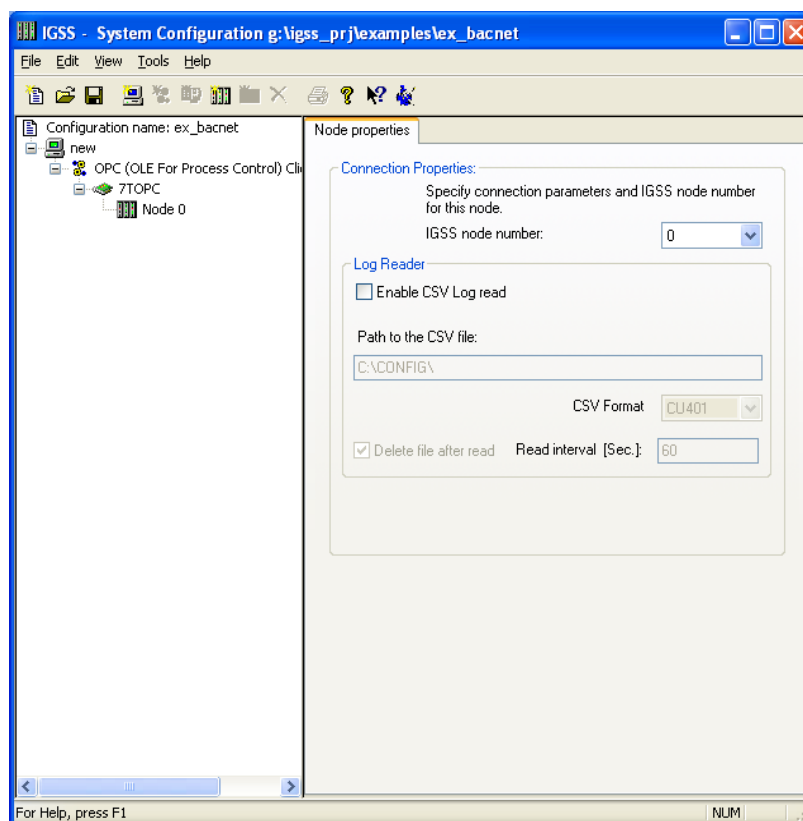 IGSS - System Configuration g:\igss_prj\examples\ex_bacnet
File Edit View Tools Help
Configuration name: ex_bacnet
new
OPC (OLE For Process Control) Cli
7TOPC
Node 0
Node properties
Connection Properties:
Specify connection parameters and IGSS node number
for this node.
IGSS node number:
0
Log Reader
Enable CSV Log read
Path to the CSV file:
C:\CONFIG\
CSV Format
CU401
Delete file after read
Read interval [Sec.]:
60
For Help, press F1
NUM